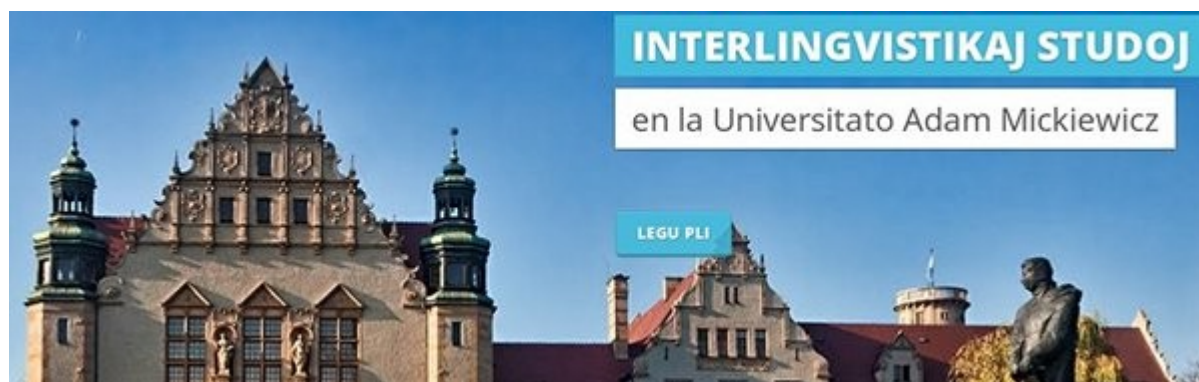 INTERLINGVISTIKAJ STUDOJ
en la Universitato Adam Mickiewicz
LEGU PLI